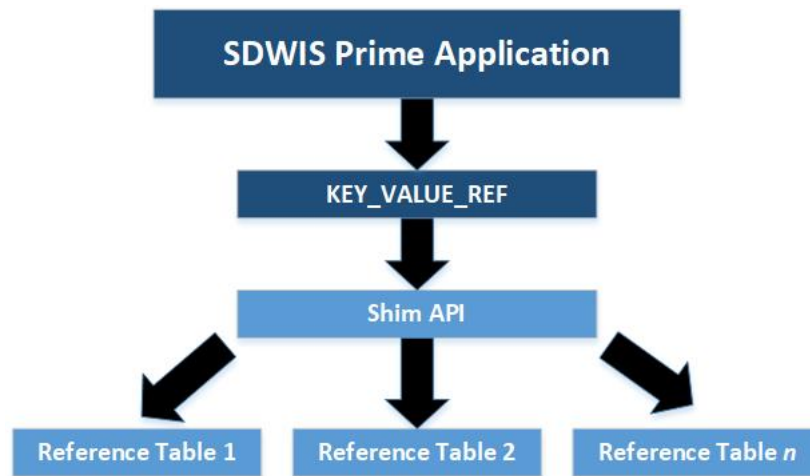 SDWIS Prime Application
KEY_VALUE_REF
Shim API
Reference Table 1
Reference Table 2
Reference Table n